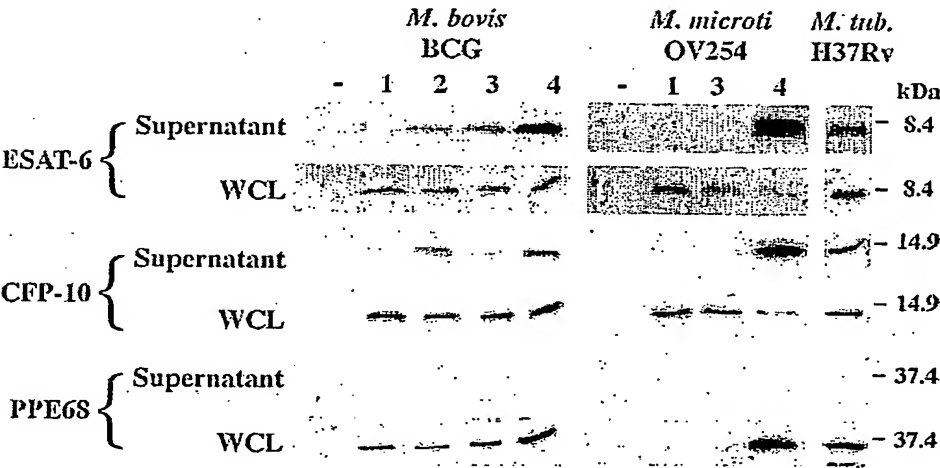 M. bovis M. microti M. tub.
BCG OV254 H37Rv
- 1 2 3 4 - 1 3 4 kDa
ESAT-6 { Supernatant - 8.4
WCL - 8.4
CFP-10 { Supernatant - 14.9
WCL - 14.9
PPE68 { Supernatant - 37.4
WCL - 37.4